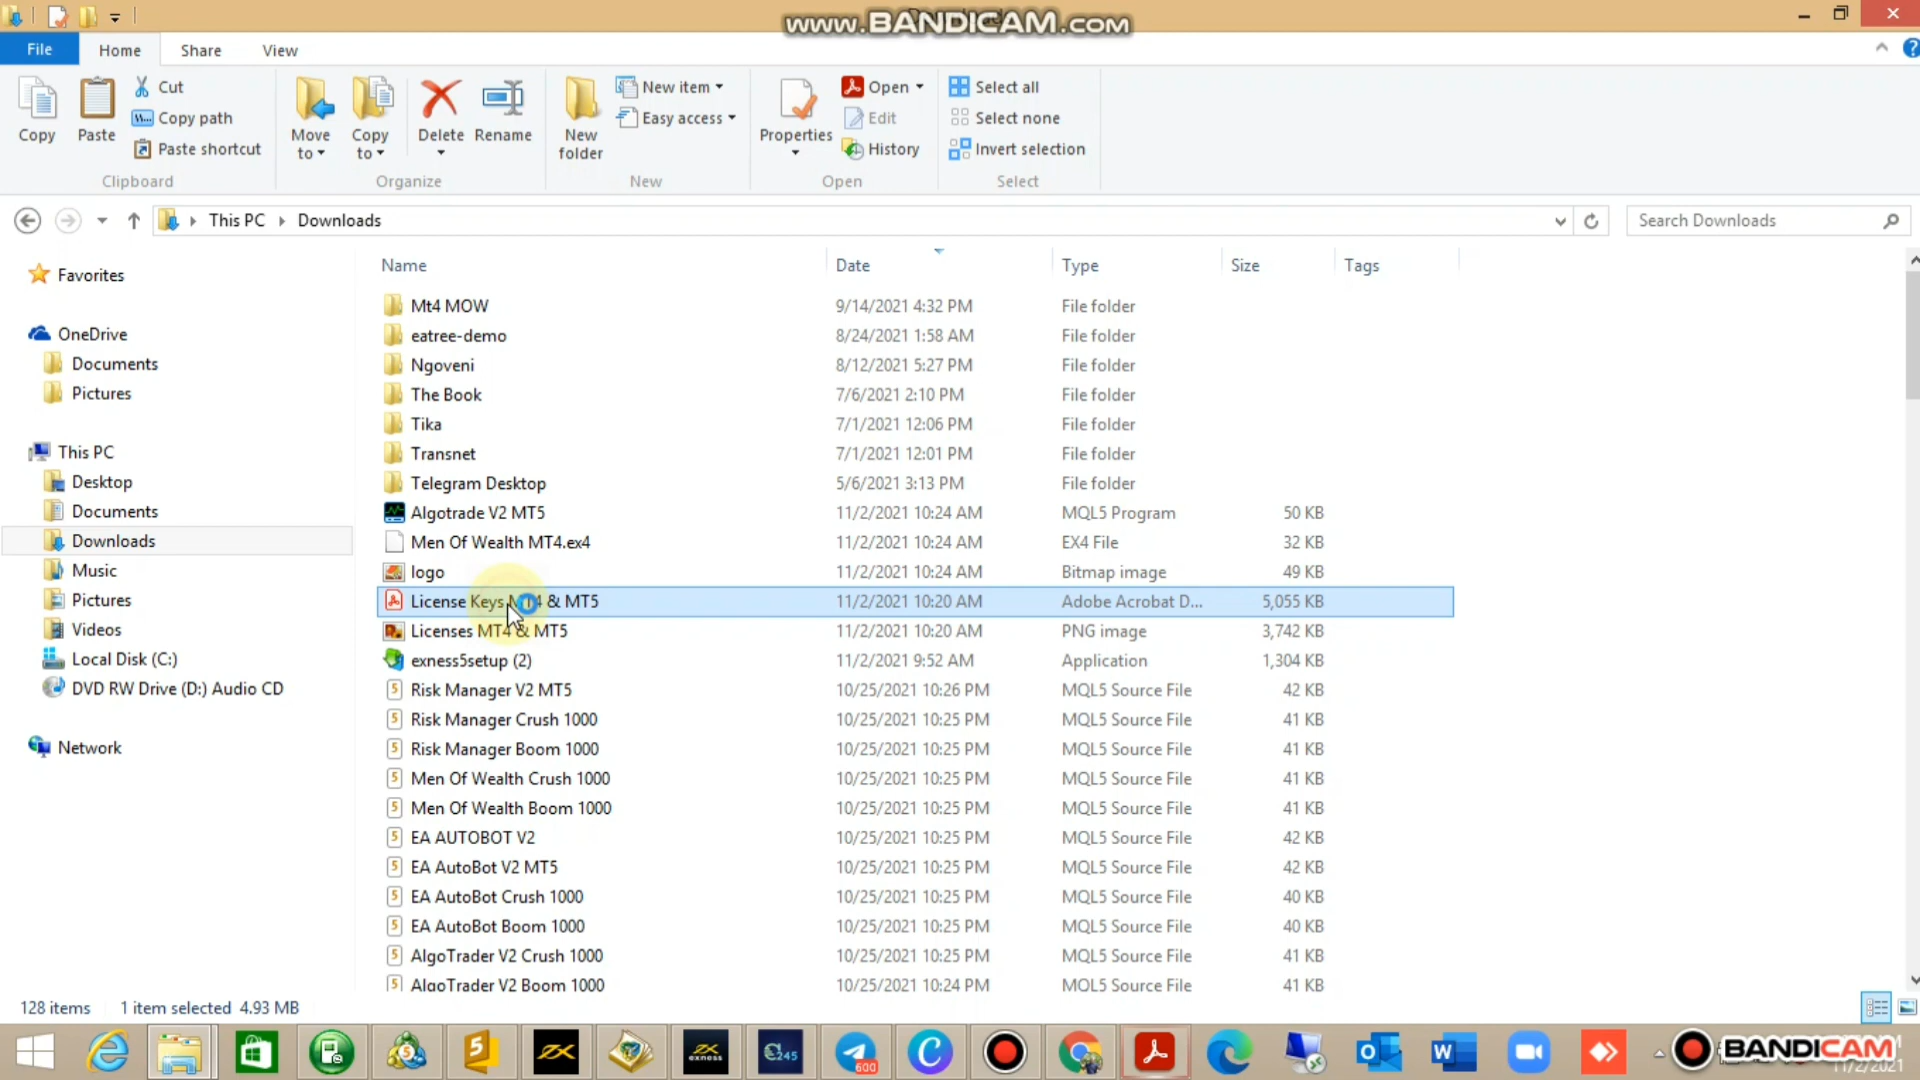 www.BANDICAM.com
File
Home
Share
View
Copy
Paste
Cut
Copy path
Paste shortcut
Clipboard
Move to
Copy to
Delete
Rename
Organize
New folder
New item
Easy access
New
Properties
Open
Edit
History
Open
Select all
Select none
Invert selection
Select
This PC
Downloads
Search Downloads
Favorites
OneDrive
Documents
Pictures
This PC
Desktop
Documents
Downloads
Music
Pictures
Videos
Local Disk (C:)
DVD RW Drive (D:) Audio CD
Network
Name Date Type Size Tags
Mt4 MOW 9/14/2021 4:32 PM File folder
eatree-demo 8/24/2021 1:58 AM File folder
Ngoveni 8/12/2021 5:27 PM File folder
The Book 7/6/2021 2:10 PM File folder
Tika 7/1/2021 12:06 PM File folder
Transnet 7/1/2021 12:01 PM File folder
Telegram Desktop 5/6/2021 3:13 PM File folder
Algotrade V2 MT5 11/2/2021 10:24 AM MQL5 Program 50 KB
Men Of Wealth MT4.ex4 11/2/2021 10:24 AM EX4 File 32 KB
logo 11/2/2021 10:24 AM Bitmap image 49 KB
License Keys MT4 & MT5 11/2/2021 10:20 AM Adobe Acrobat D... 5,055 KB
Licenses MT4 & MT5 11/2/2021 10:20 AM PNG image 3,742 KB
exness5setup (2) 11/2/2021 9:52 AM Application 1,304 KB
Risk Manager V2 MT5 10/25/2021 10:26 PM MQL5 Source File 42 KB
Risk Manager Crush 1000 10/25/2021 10:25 PM MQL5 Source File 41 KB
Risk Manager Boom 1000 10/25/2021 10:25 PM MQL5 Source File 41 KB
Men Of Wealth Crush 1000 10/25/2021 10:25 PM MQL5 Source File 41 KB
Men Of Wealth Boom 1000 10/25/2021 10:25 PM MQL5 Source File 41 KB
EA AUTOBOT V2 10/25/2021 10:25 PM MQL5 Source File 42 KB
EA AutoBot V2 MT5 10/25/2021 10:25 PM MQL5 Source File 42 KB
EA AutoBot Crush 1000 10/25/2021 10:25 PM MQL5 Source File 40 KB
EA AutoBot Boom 1000 10/25/2021 10:25 PM MQL5 Source File 40 KB
AlgoTrader V2 Crush 1000 10/25/2021 10:25 PM MQL5 Source File 41 KB
AlgoTrader V2 Boom 1000 10/25/2021 10:24 PM MQL5 Source File 41 KB
128 items 1 item selected 4.93 MB
exness
245
600
BANDICAM
11/2/2021